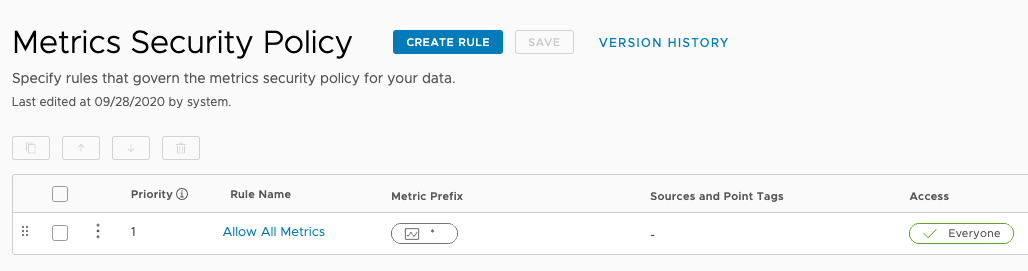 Metrics Security Policy CREATE RULE SAVE VERSION HISTORY
Specify rules that govern the metrics security policy for your data.
Last edited at 09/28/2020 by system.
Priority Rule Name Metric Prefix Sources and Point Tags Access
1 Allow All Metrics * - Everyone